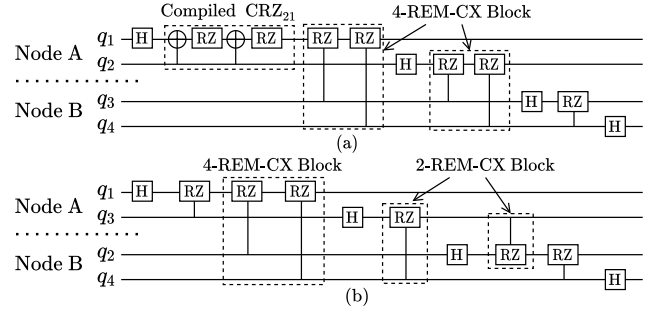 Compiled CRZ₂₁
4-REM-CX Block
q₁ H RZ RZ RZ RZ
Node A
q₂ H RZ RZ
q₃ H RZ
Node B
q₄ H
(a)
4-REM-CX Block
2-REM-CX Block
q₁ H RZ RZ RZ
Node A
q₃ H RZ
q₂ H RZ RZ
Node B
q₄ H
(b)